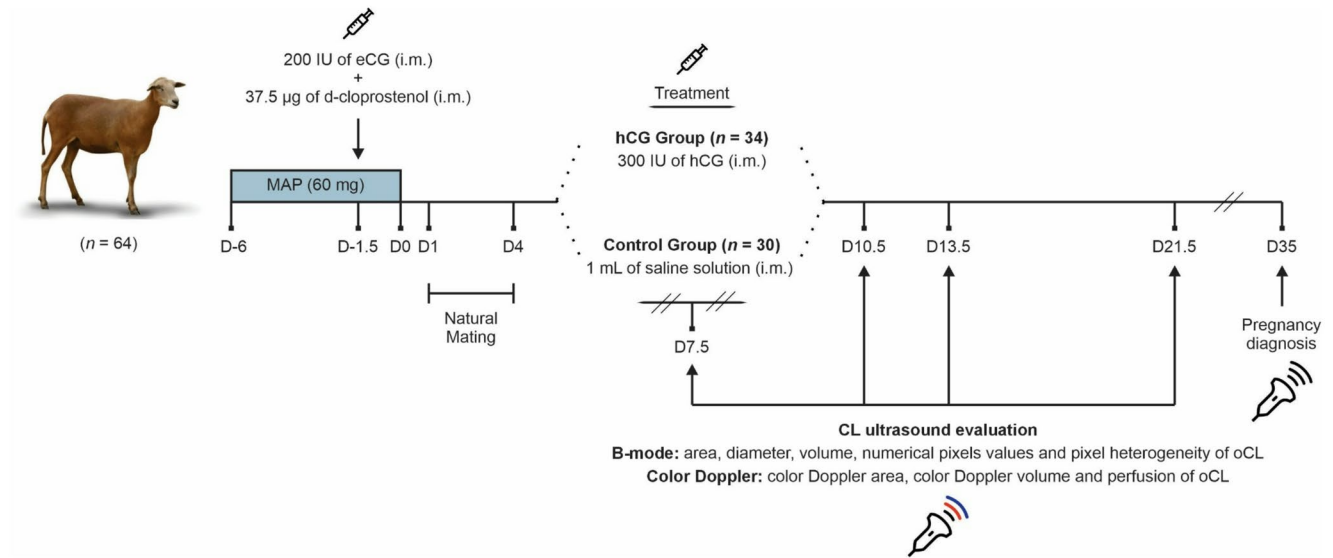 200 IU of eCG (i.m.)
+
37.5 µg of d-cloprostenol (i.m.)
MAP (60 mg)
(n = 64)
D-6
D-1.5
D0
D1
D4
Natural
Mating
Treatment
hCG Group (n = 34)
300 IU of hCG (i.m.)
Control Group (n = 30)
1 mL of saline solution (i.m.)
D7.5
D10.5
D13.5
D21.5
D35
Pregnancy
diagnosis
CL ultrasound evaluation
B-mode: area, diameter, volume, numerical pixels values and pixel heterogeneity of oCL
Color Doppler: color Doppler area, color Doppler volume and perfusion of oCL